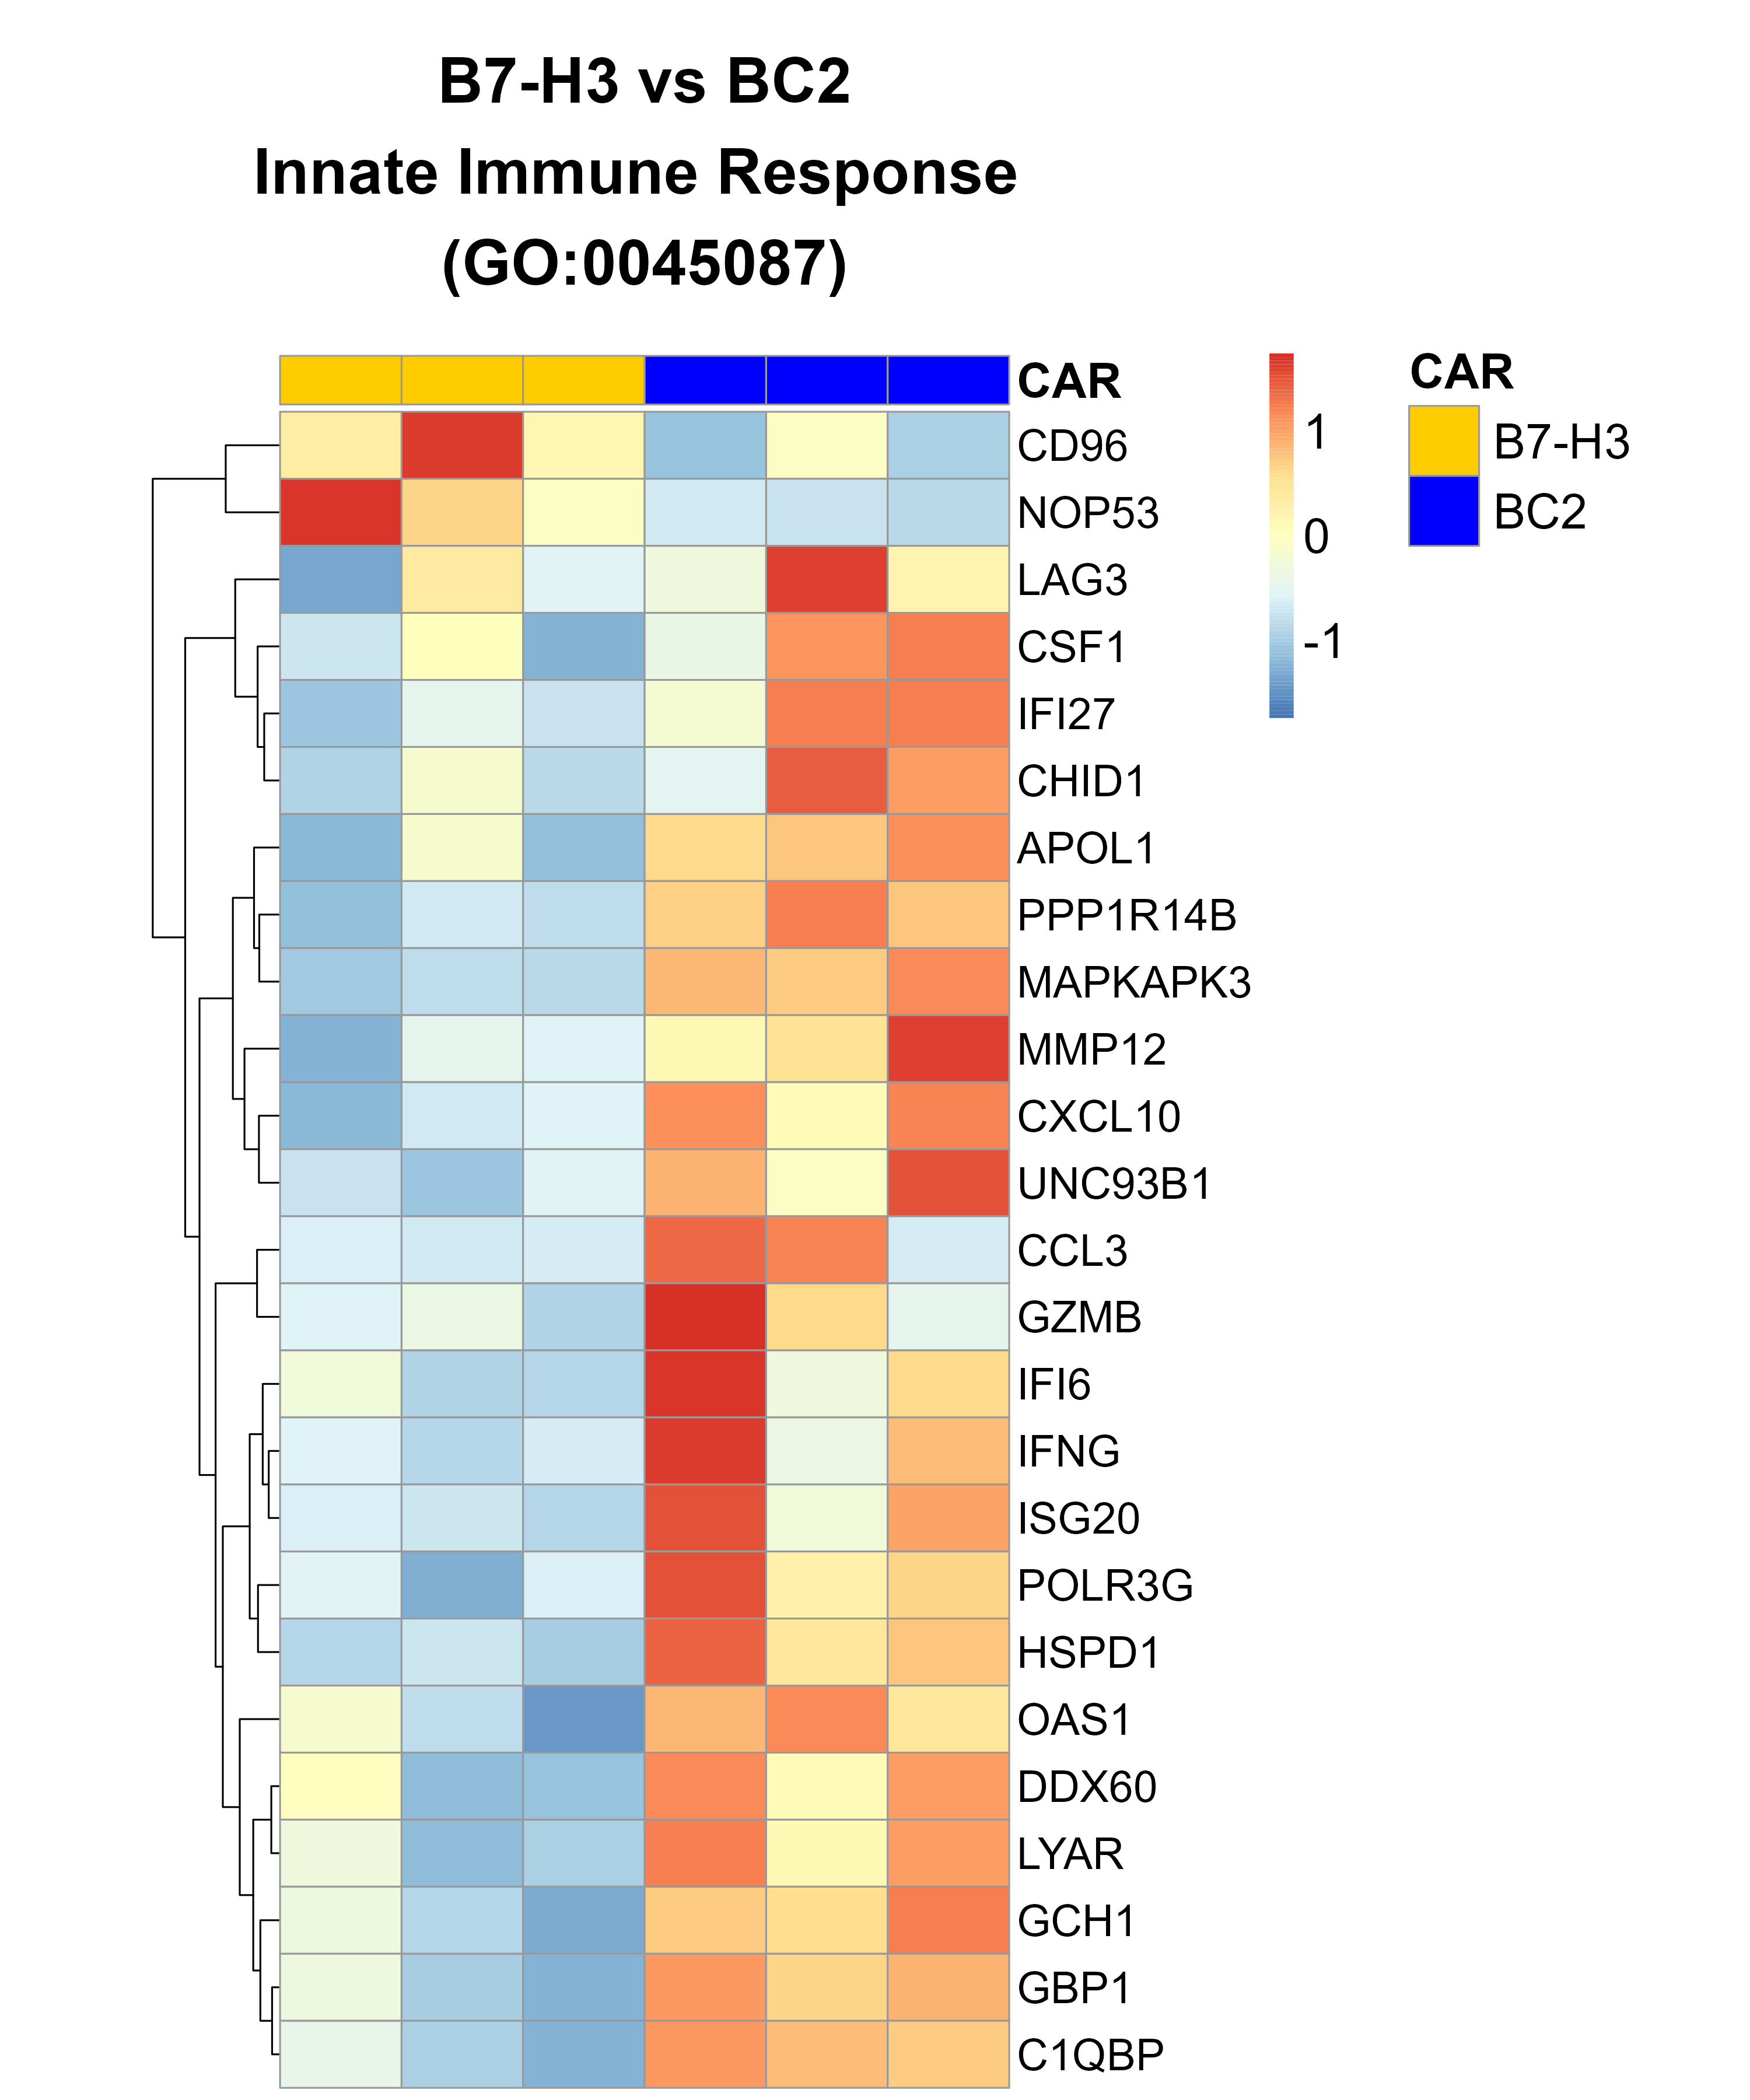 B7-H3 vs BC2
Innate Immune Response
(GO:0045087)
CAR
CD96
NOP53
LAG3
CSF1
IFI27
CHID1
APOL1
PPP1R14B
MAPKAPK3
MMP12
CXCL10
UNC93B1
CCL3
GZMB
IFI6
IFNG
ISG20
POLR3G
HSPD1
OAS1
DDX60
LYAR
GCH1
GBP1
C1QBP
1
0
-1
CAR
B7-H3
BC2